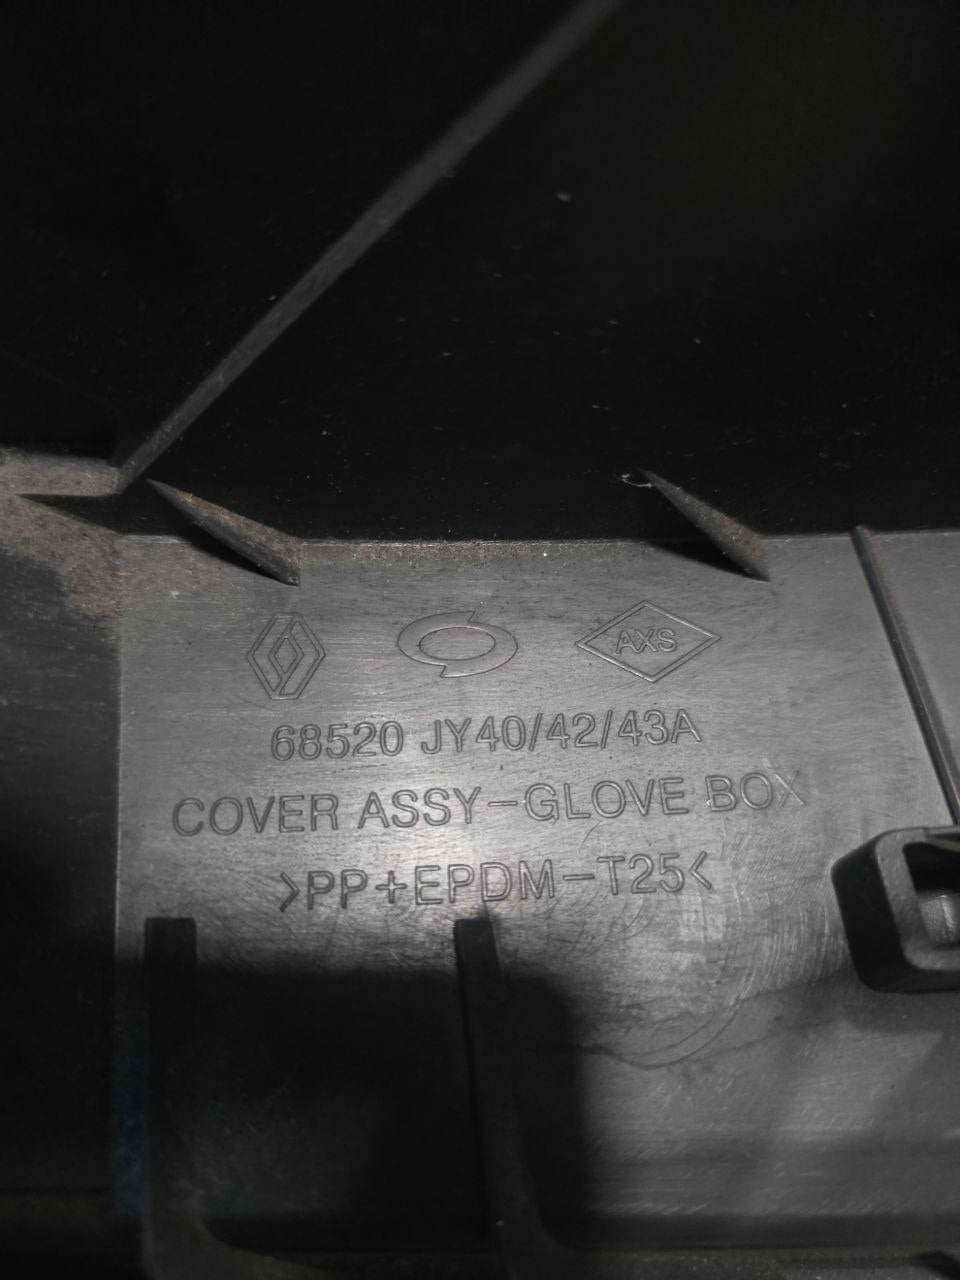 AXS
68520 JY40/42/43A
COVER ASSY-GLOVE BOX
>PP+EPDM-T25<